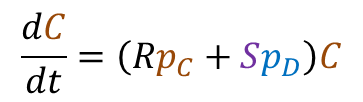 dC/dt = (Rp_C + Sp_D)C